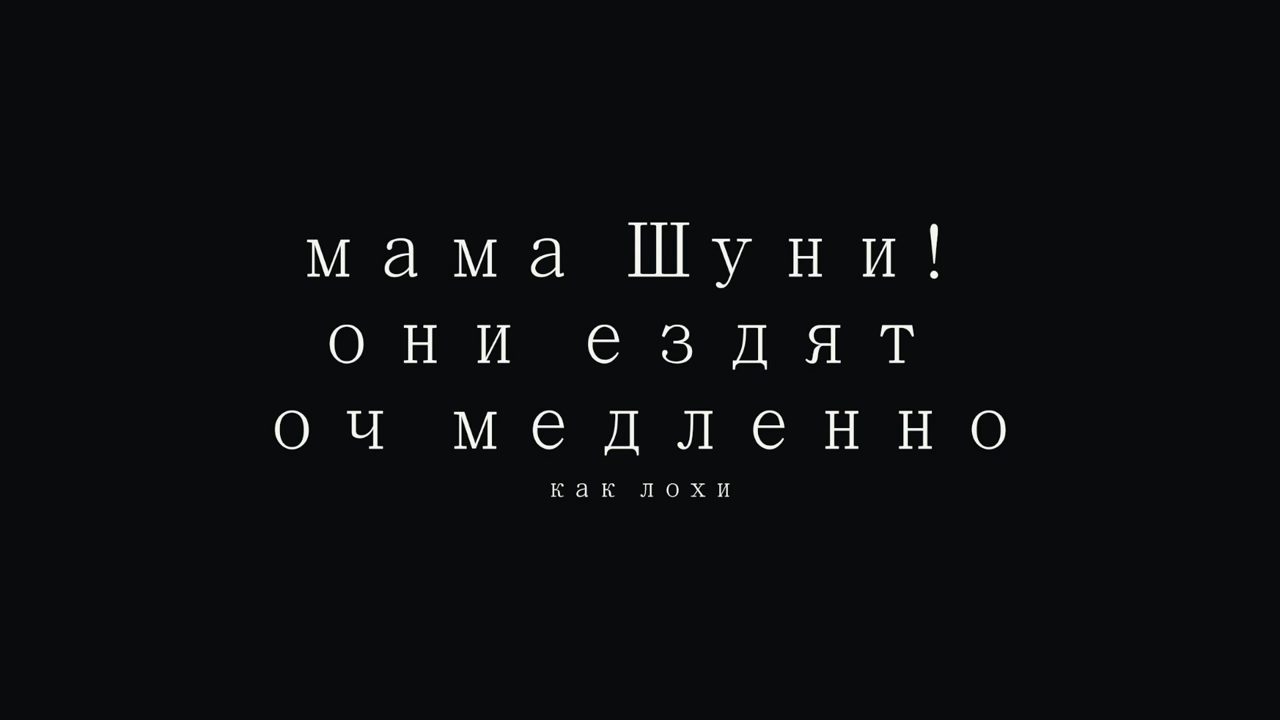 мама Шуни!
они ездят
оч медленно
как лохи